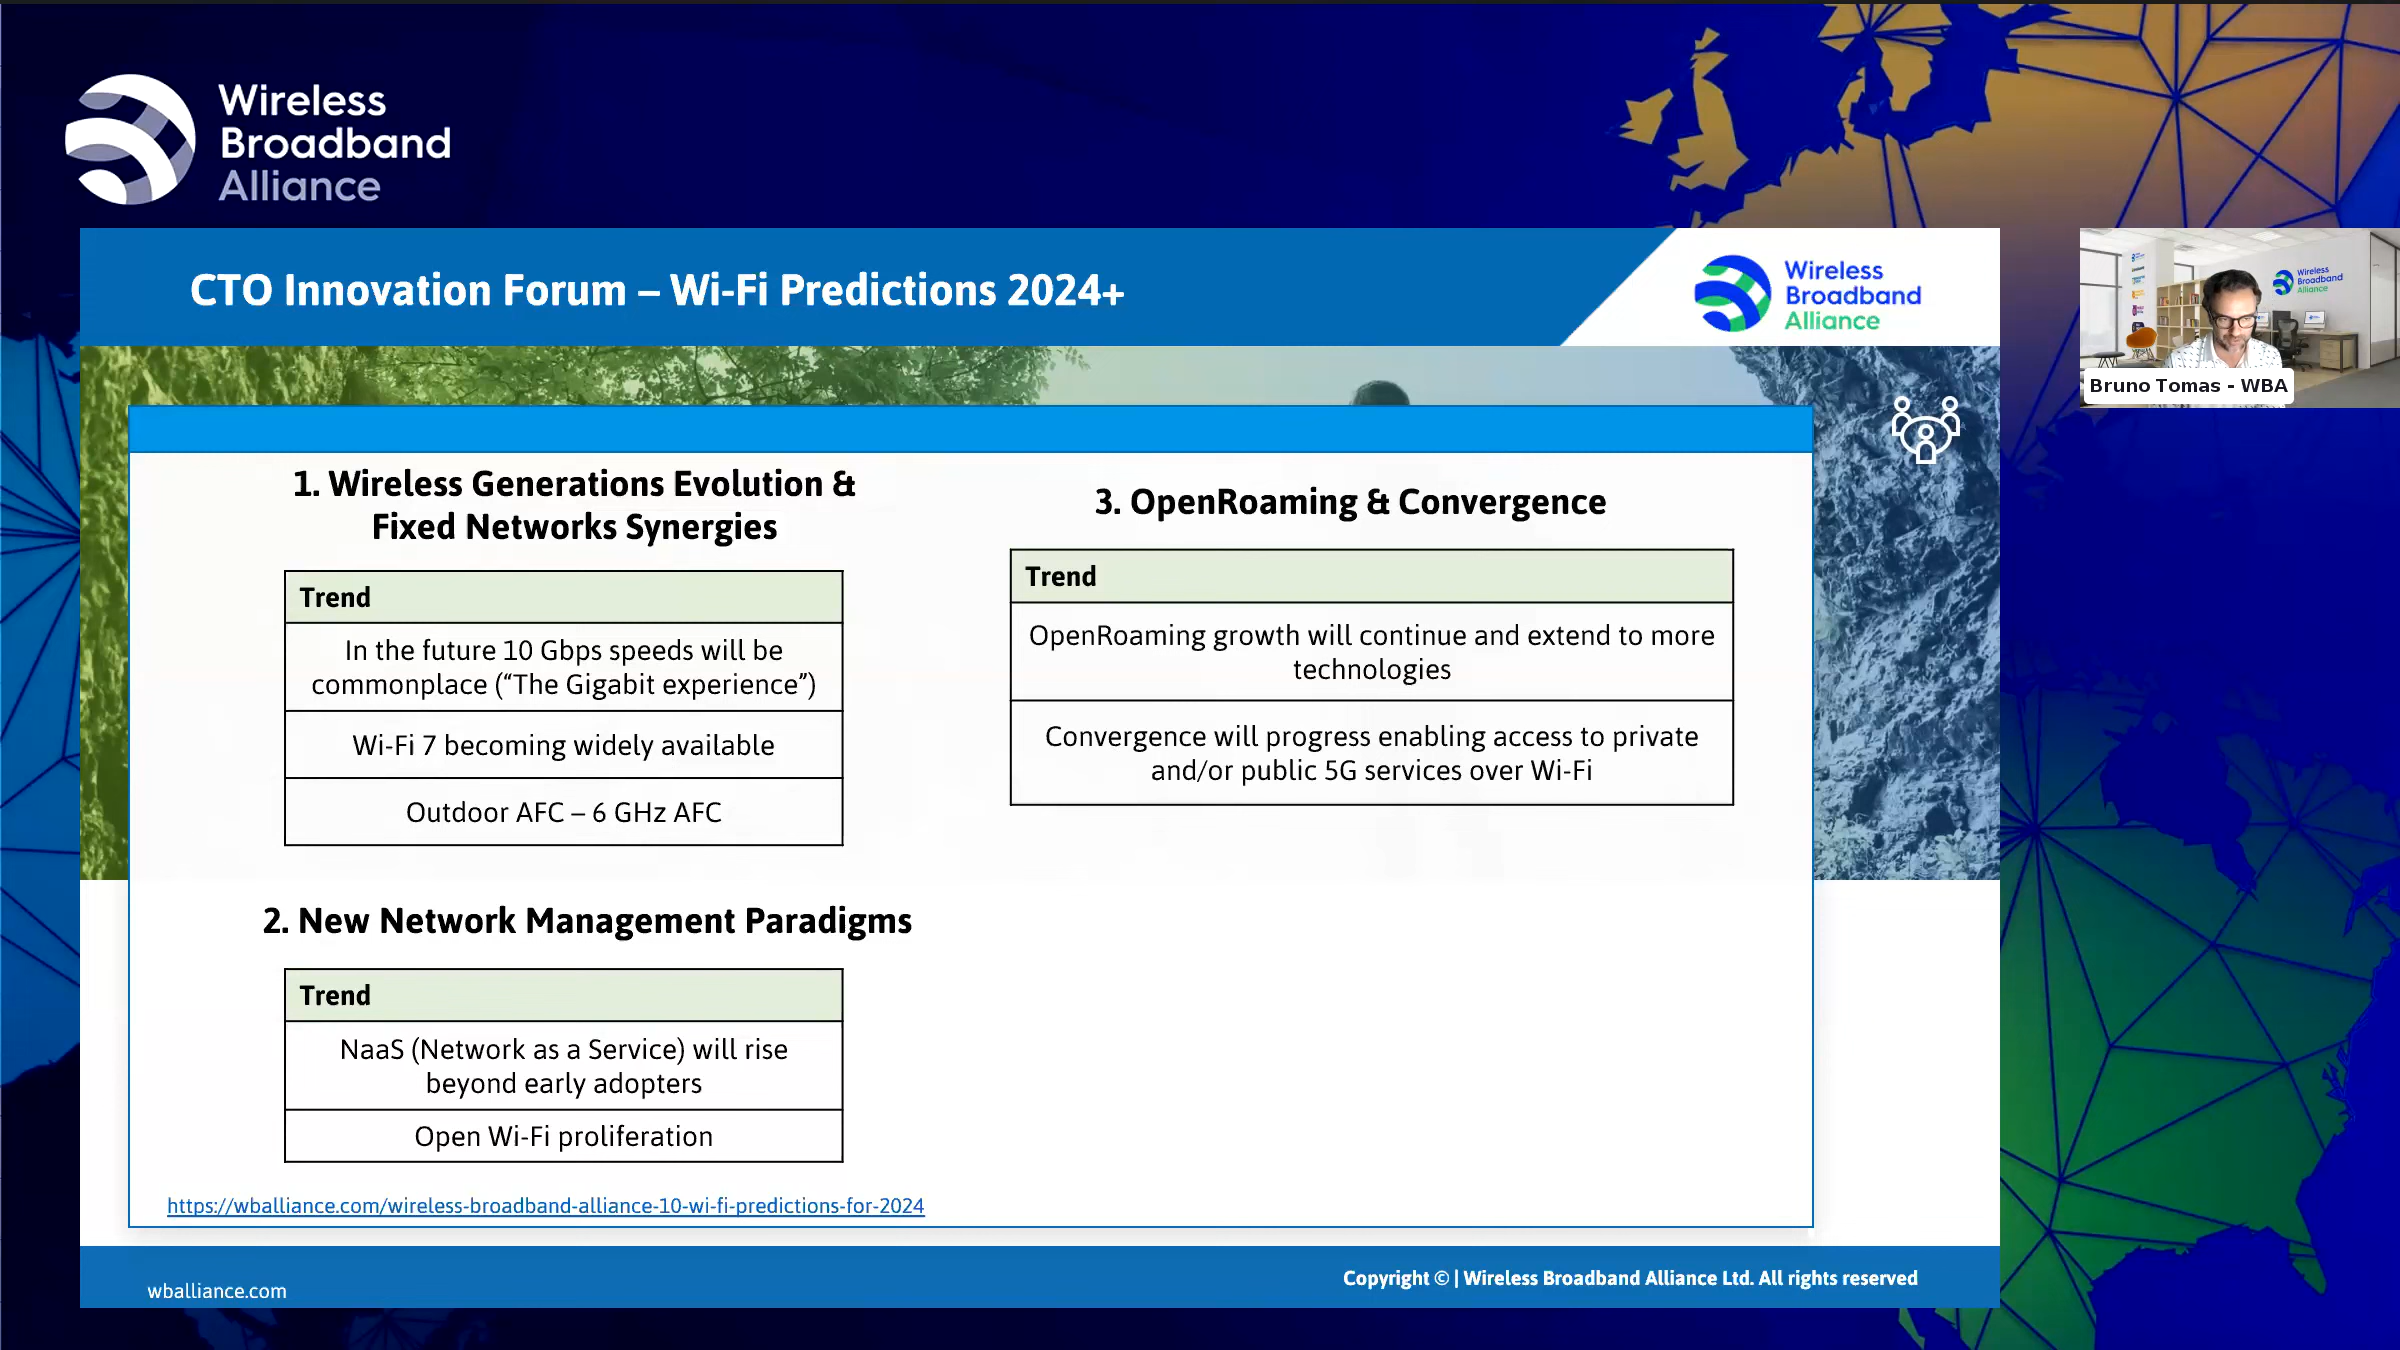 Wireless
Broadband
Alliance
CTO Innovation Forum – Wi-Fi Predictions 2024+
Wireless
Broadband
Alliance
Wireless
Broadband
Alliance
Bruno Tomas - WBA
1. Wireless Generations Evolution &
Fixed Networks Synergies
Trend
In the future 10 Gbps speeds will be
commonplace (“The Gigabit experience”)
Wi-Fi 7 becoming widely available
Outdoor AFC – 6 GHz AFC
2. New Network Management Paradigms
Trend
NaaS (Network as a Service) will rise
beyond early adopters
Open Wi-Fi proliferation
3. OpenRoaming & Convergence
Trend
OpenRoaming growth will continue and extend to more
technologies
Convergence will progress enabling access to private
and/or public 5G services over Wi-Fi
https://wballiance.com/wireless-broadband-alliance-10-wi-fi-predictions-for-2024
wballiance.com
Copyright © | Wireless Broadband Alliance Ltd. All rights reserved